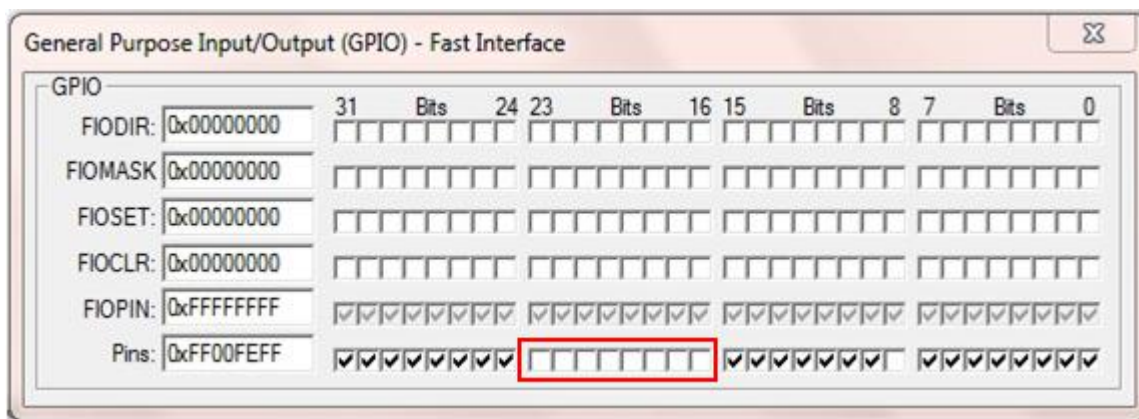 General Purpose Input/Output (GPIO) - Fast Interface
GPIO
31 Bits 24 23 Bits 16 15 Bits 8 7 Bits 0
FIODIR: 0x00000000
FIOMASK 0x00000000
FIOSET: 0x00000000
FIOCLR: 0x00000000
FIOPIN: 0xFFFFFFFF
Pins: 0xFF00FEFF